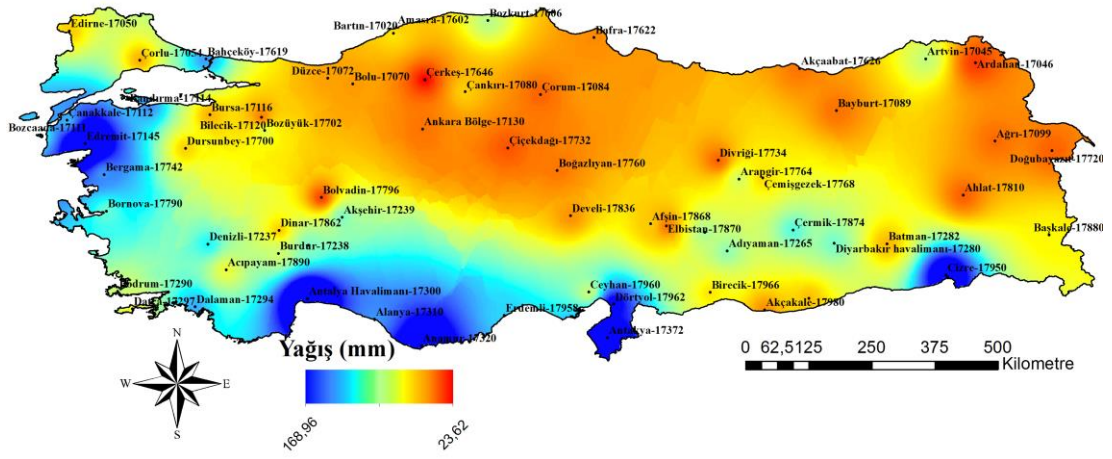 Bozkurt-17606
Amasra-17602
Edirne-17050
Bartın-17020
Bafra-17622
Bahçeköy-17619
Çorlu-17054
Artvin-17045
Akçaabat-17626
Ardahan-17046
Düzce-17072
Bolu-17070
Çerkeş-17646
Çankırı-17080
Çorum-17084
Bandırma-17114
Çanakkale-17112
Bursa-17116
Bayburt-17089
Bozcaada-17111
Bilecik-17120
Bozüyük-17702
Ankara Bölge-17130
Edremit-17145
Ağrı-17099
Dursunbey-17700
Çiçekdağı-17732
Divriği-17734
Doğubayazıt-17720
Boğazlıyan-17760
Bergama-17742
Arapgir-17764
Çemişgezek-17768
Bolvadin-17796
Ahlat-17810
Bornova-17790
Akşehir-17239
Develi-17836
Afşin-17868
Dinar-17862
Elbistan-17870
Çermik-17874
Başkale-17880
Denizli-17237
Burdur-17238
Adıyaman-17265
Batman-17282
Diyarbakır havalimanı-17280
Acıpayam-17890
Cizre-17950
Bodrum-17290
Datça-17297
Dalaman-17294
Antalya Havalimanı-17300
Ceyhan-17960
Dörtyol-17962
Birecik-17966
Akçakale-17980
Alanya-17310
Erdemli-17958
Anamur-17320
Antakya-17372
Yağış (mm)
168,96
23,62
N
W
E
S
0 62,5 125 250 375 500
Kilometre